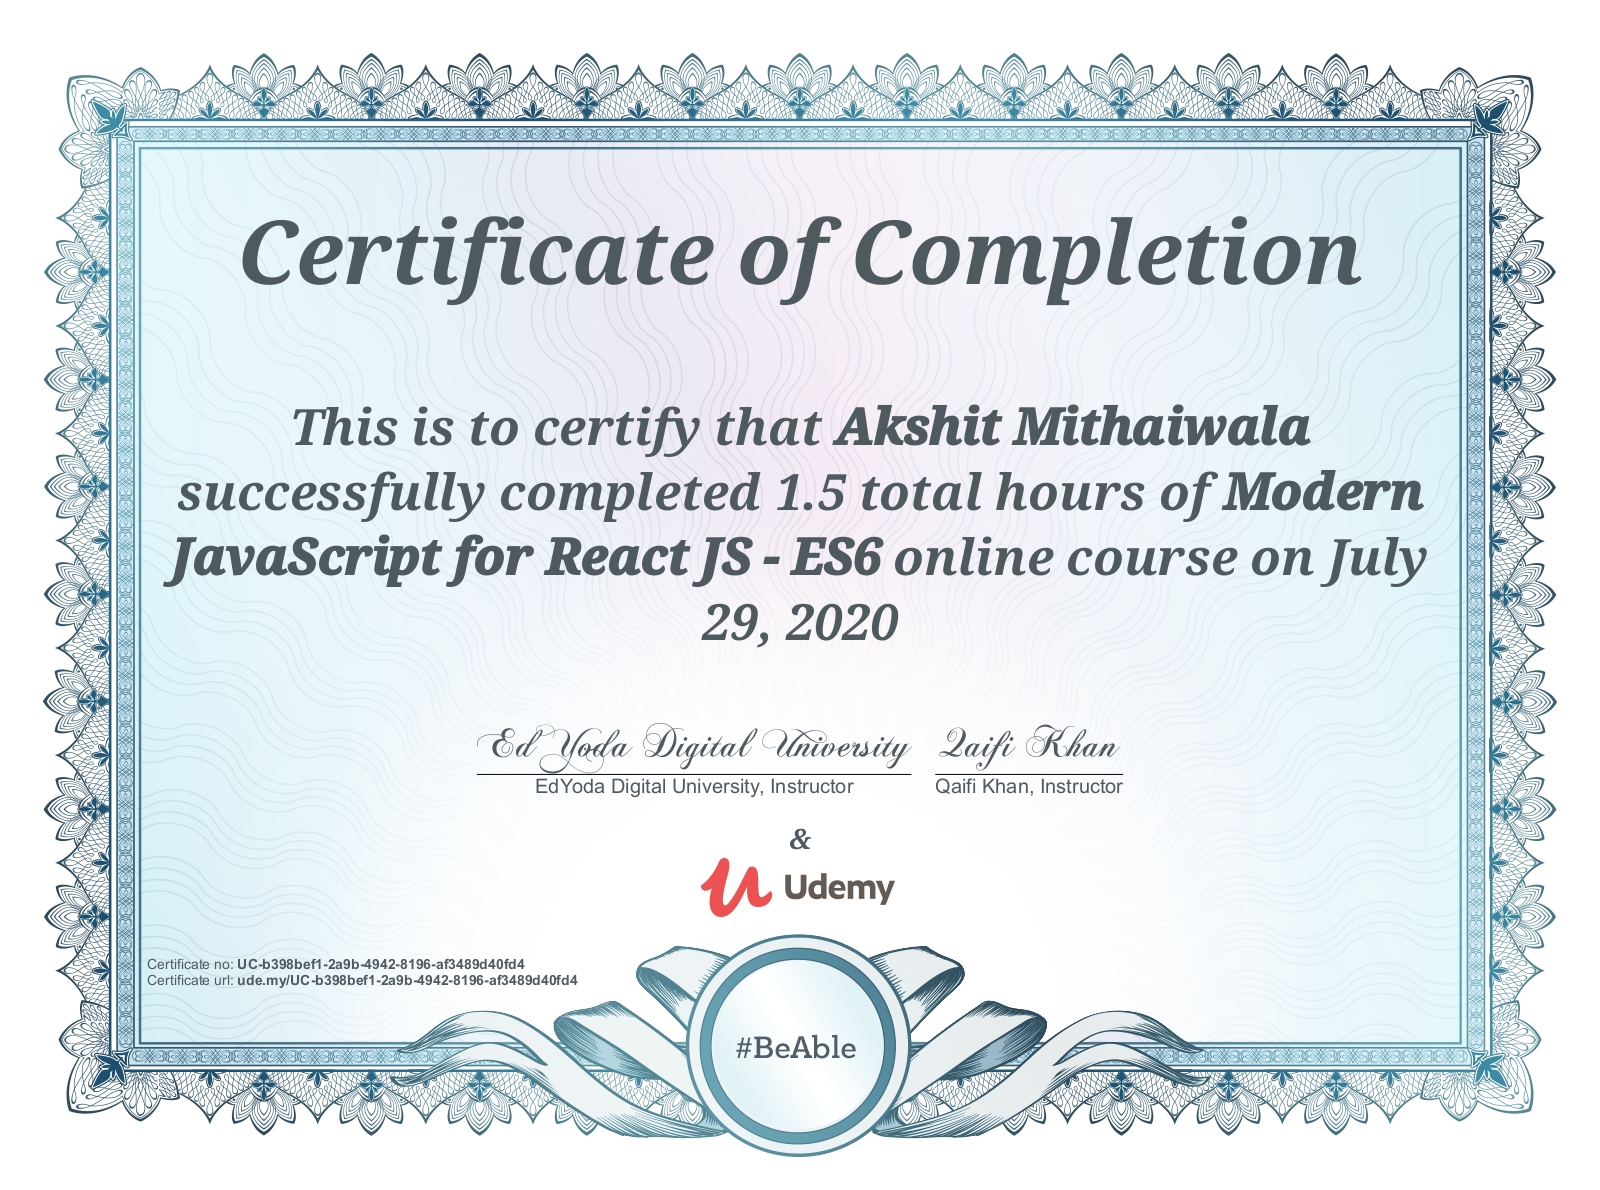 Certificate of Completion
This is to certify that Akshit Mithaiwala
successfully completed 1.5 total hours of Modern
JavaScript for React JS - ES6 online course on July
29, 2020
Ed Yoda Digital University Qaifi Khan
EdYoda Digital University, Instructor Qaifi Khan, Instructor
&
Udemy
Certificate no: UC-b398bef1-2a9b-4942-8196-af3489d40fd4
Certificate url: ude.my/UC-b398bef1-2a9b-4942-8196-af3489d40fd4
#BeAble